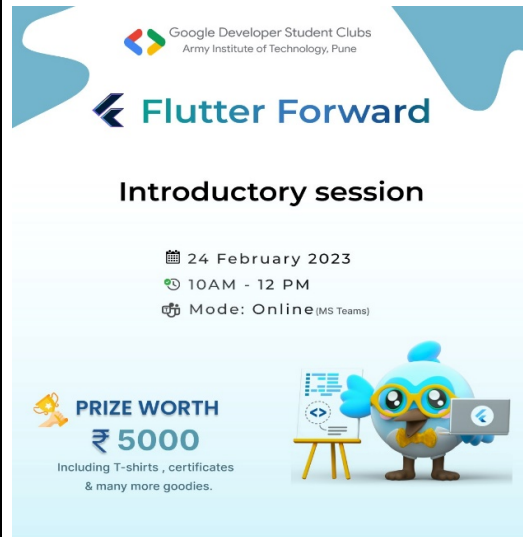 Google Developer Student Clubs
Army Institute of Technology, Pune
Flutter Forward
Introductory session
24 February 2023
10AM - 12 PM
Mode: Online (MS Teams)
PRIZE WORTH
₹ 5000
Including T-shirts , certificates
& many more goodies.